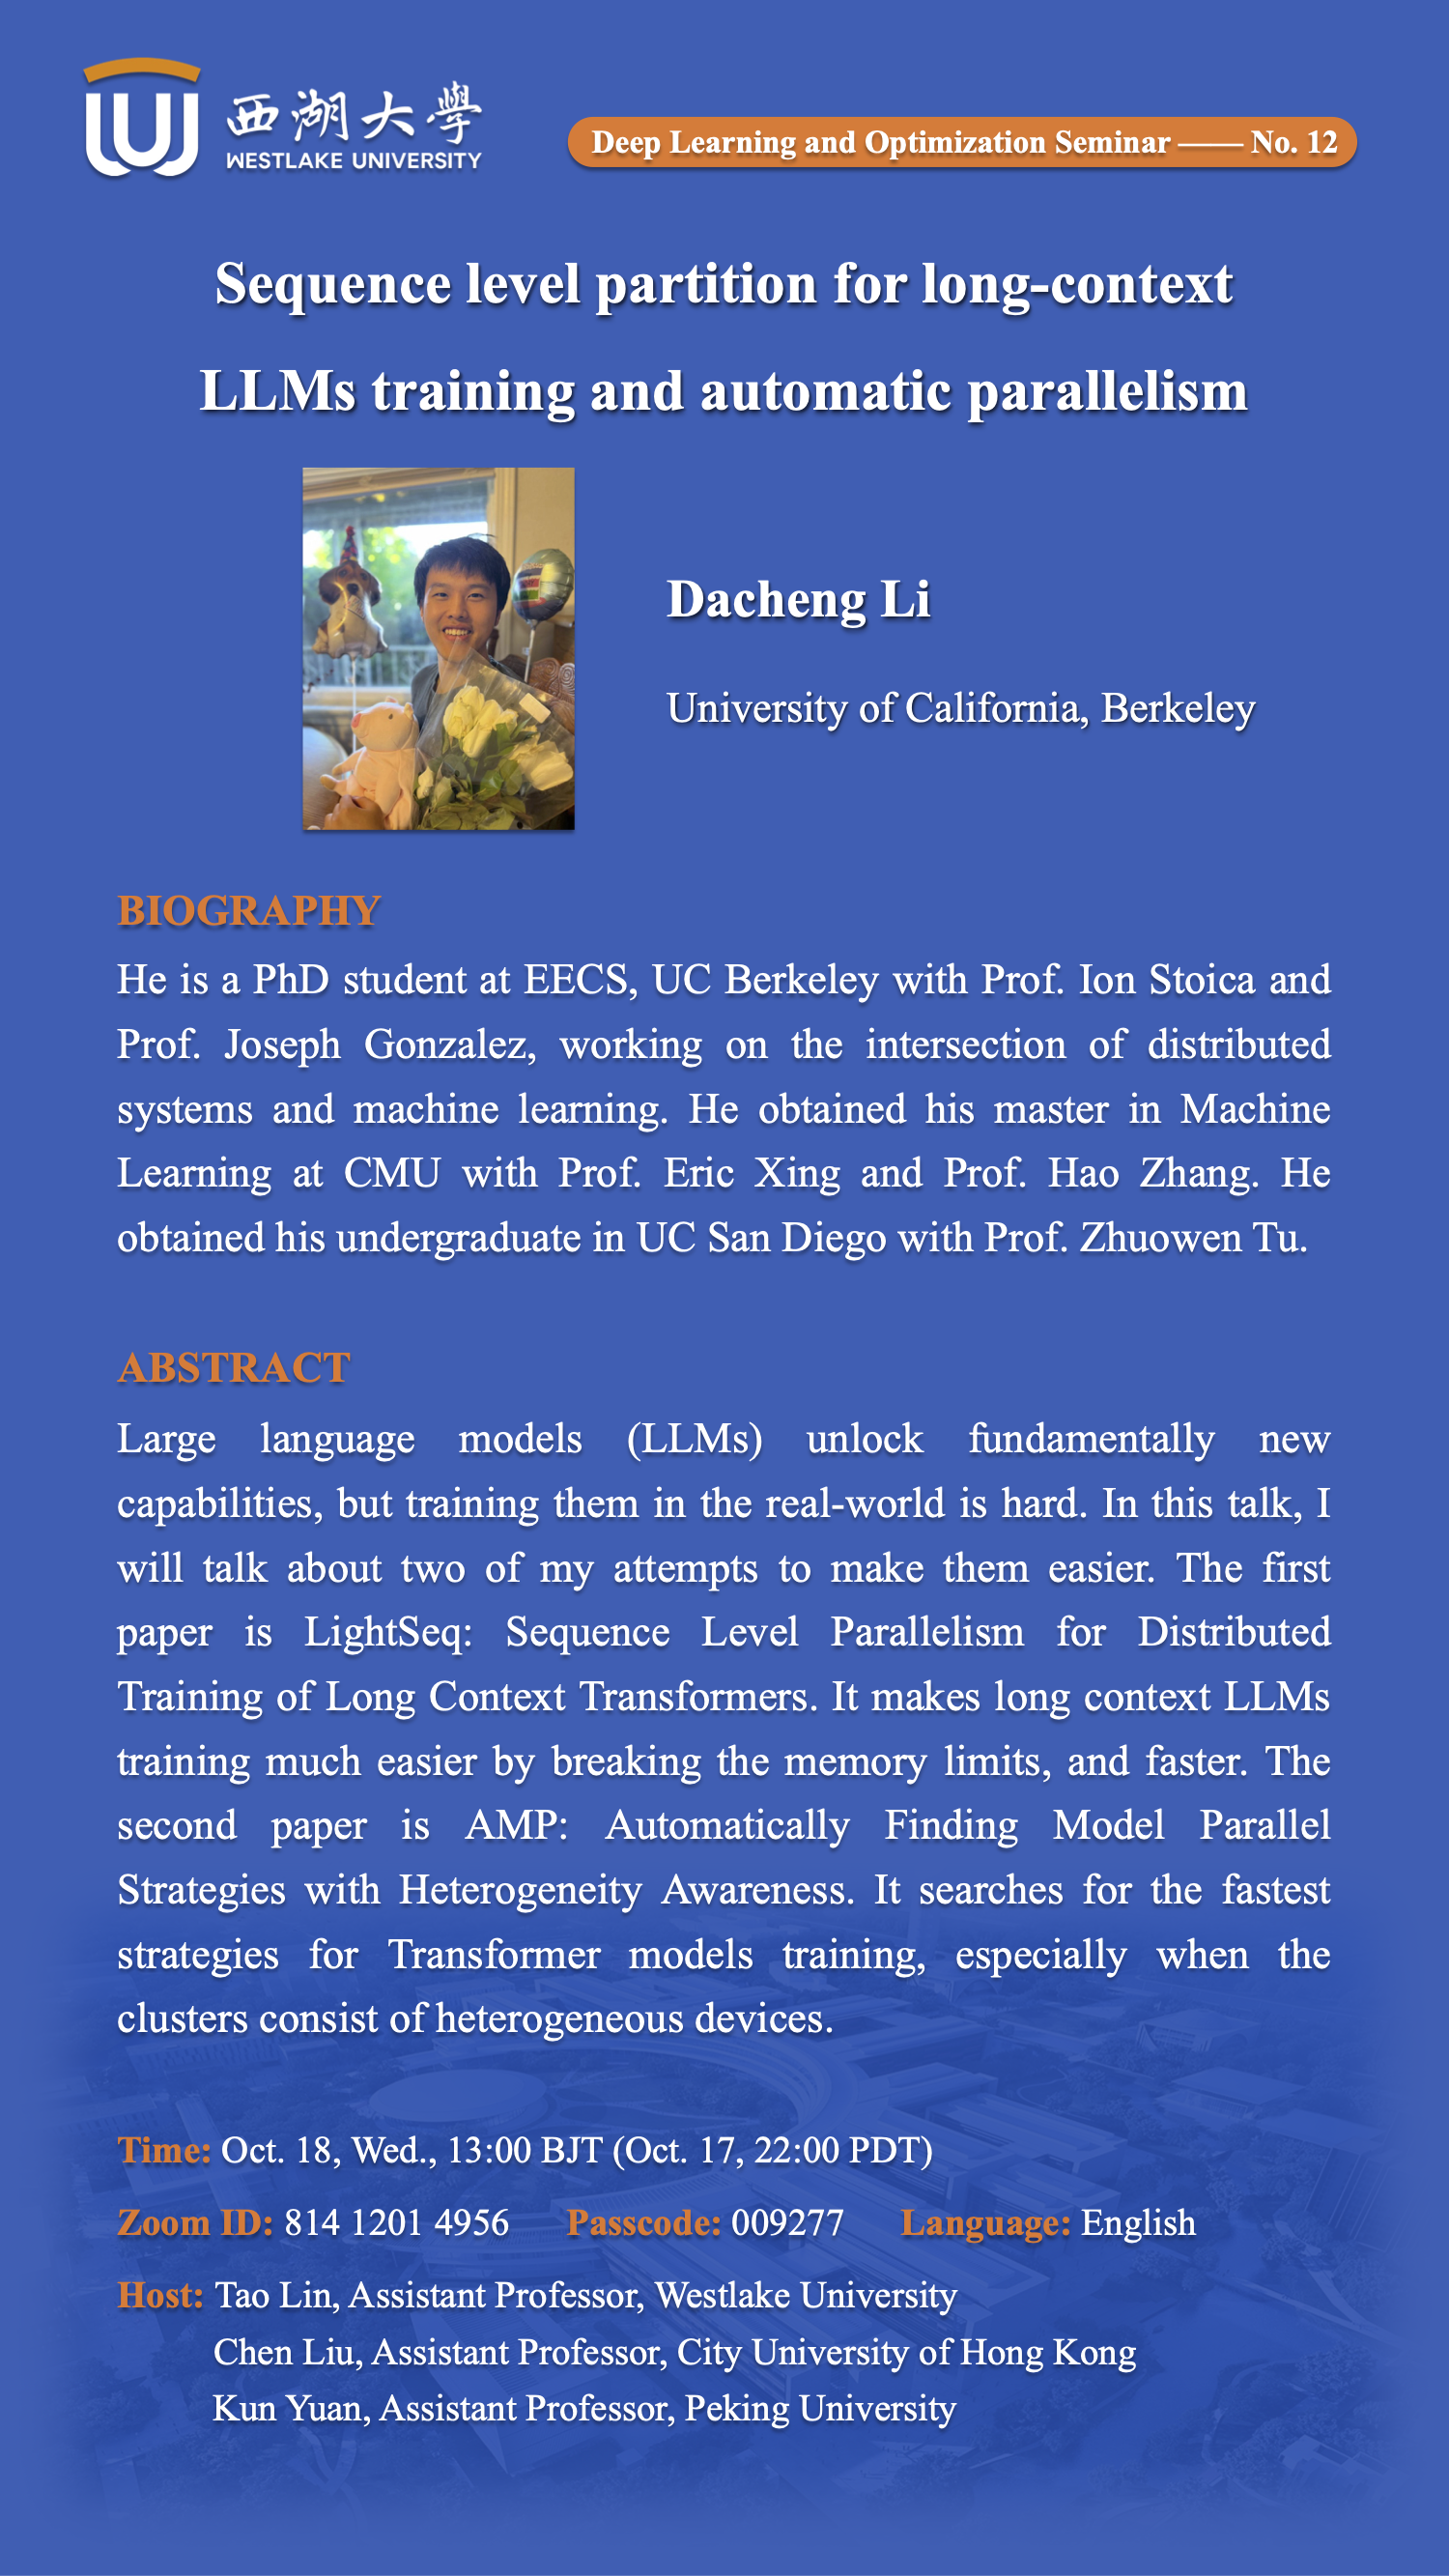 西湖大學
WESTLAKE UNIVERSITY
Deep Learning and Optimization Seminar —— No. 12
Sequence level partition for long-context
LLMs training and automatic parallelism
Dacheng Li
University of California, Berkeley
BIOGRAPHY
He is a PhD student at EECS, UC Berkeley with Prof. Ion Stoica and
Prof. Joseph Gonzalez, working on the intersection of distributed
systems and machine learning. He obtained his master in Machine
Learning at CMU with Prof. Eric Xing and Prof. Hao Zhang. He
obtained his undergraduate in UC San Diego with Prof. Zhuowen Tu.
ABSTRACT
Large language models (LLMs) unlock fundamentally new
capabilities, but training them in the real-world is hard. In this talk, I
will talk about two of my attempts to make them easier. The first
paper is LightSeq: Sequence Level Parallelism for Distributed
Training of Long Context Transformers. It makes long context LLMs
training much easier by breaking the memory limits, and faster. The
second paper is AMP: Automatically Finding Model Parallel
Strategies with Heterogeneity Awareness. It searches for the fastest
strategies for Transformer models training, especially when the
clusters consist of heterogeneous devices.
Time: Oct. 18, Wed., 13:00 BJT (Oct. 17, 22:00 PDT)
Zoom ID: 814 1201 4956 Passcode: 009277 Language: English
Host: Tao Lin, Assistant Professor, Westlake University
Chen Liu, Assistant Professor, City University of Hong Kong
Kun Yuan, Assistant Professor, Peking University